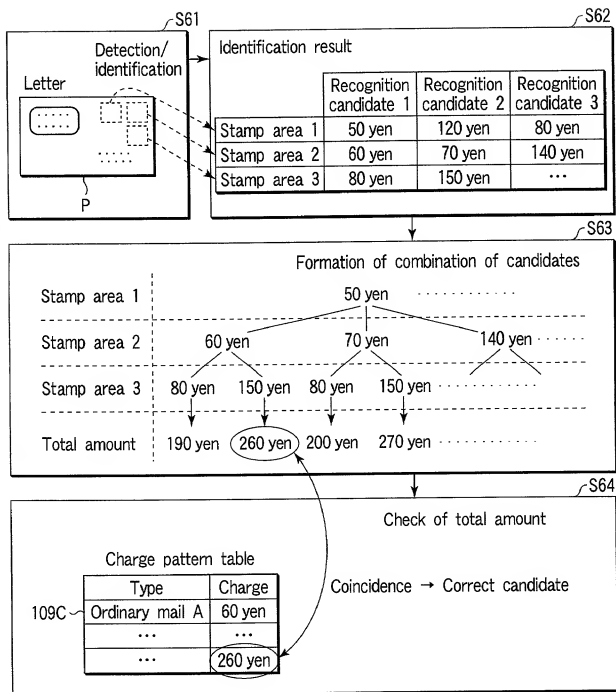 S61
Detection/
identification
Letter
P
S62
Identification result
Recognition candidate 1 Recognition candidate 2 Recognition candidate 3
Stamp area 1 50 yen 120 yen 80 yen
Stamp area 2 60 yen 70 yen 140 yen
Stamp area 3 80 yen 150 yen ...
S63
Formation of combination of candidates
Stamp area 1 50 yen
Stamp area 2 60 yen 70 yen 140 yen
Stamp area 3 80 yen 150 yen 80 yen 150 yen
Total amount 190 yen 260 yen 200 yen 270 yen
S64
Check of total amount
Charge pattern table
Type Charge
109C Ordinary mail A 60 yen
... ...
... 260 yen
Coincidence → Correct candidate